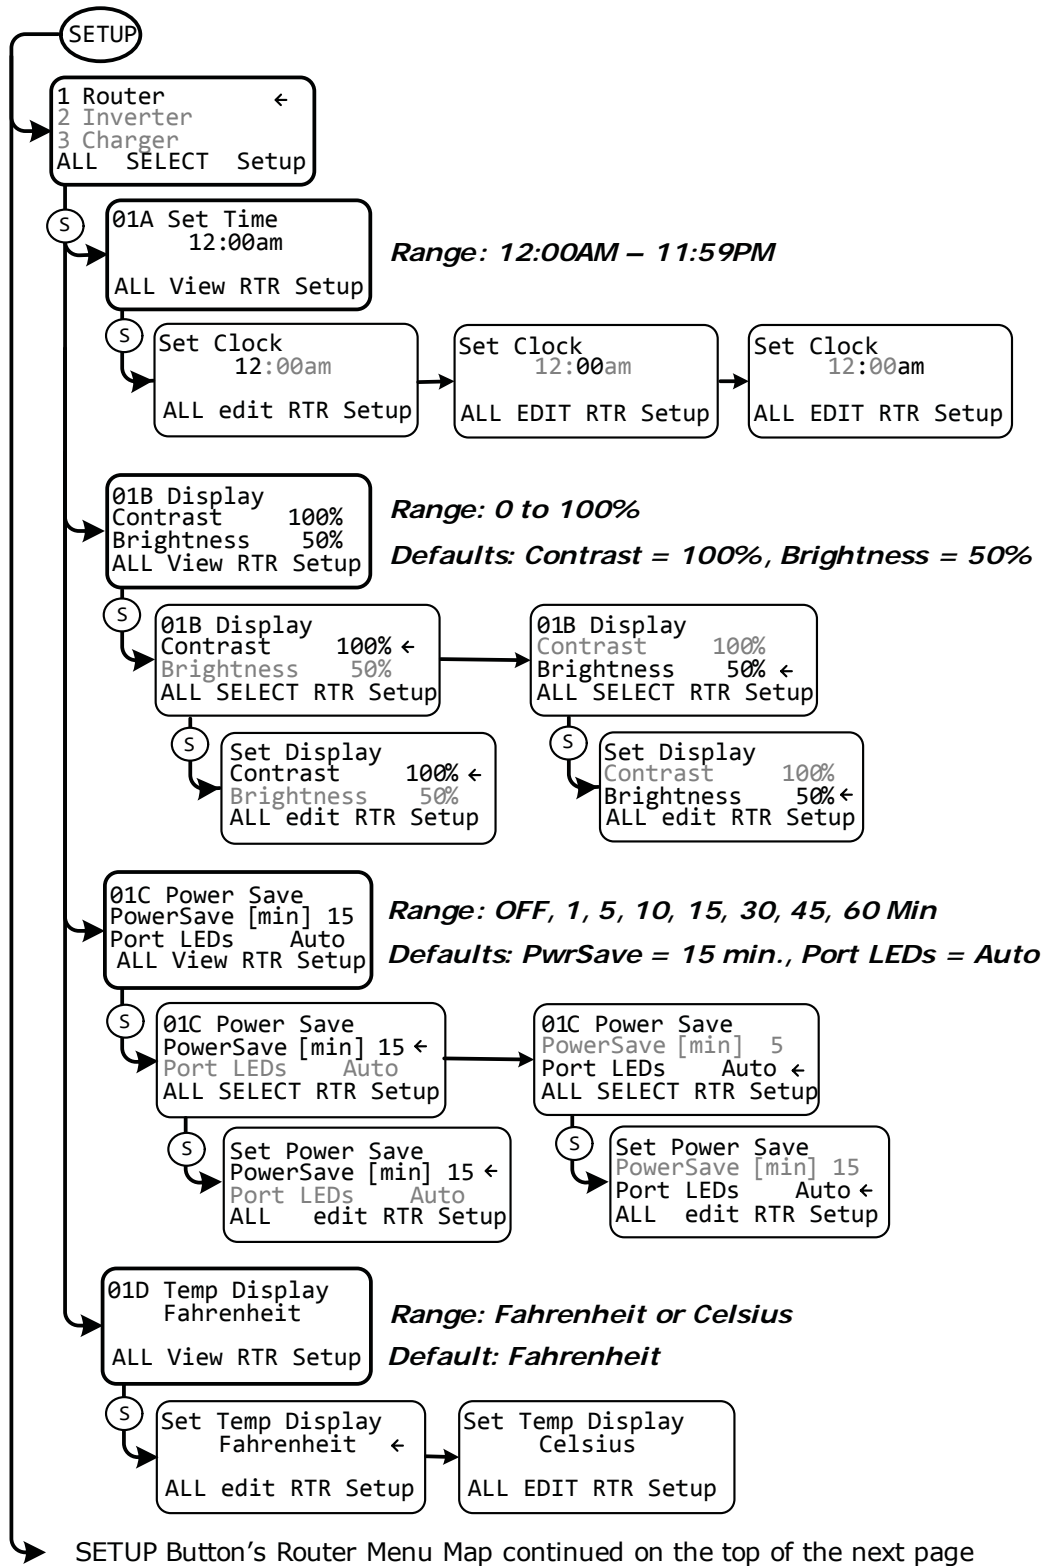 SETUP
1 Router ←
2 Inverter
3 Charger
ALL SELECT Setup
S
01A Set Time
12:00am
ALL View RTR Setup
Range: 12:00AM – 11:59PM
S
Set Clock
12:00am
ALL edit RTR Setup
Set Clock
12:00am
ALL EDIT RTR Setup
Set Clock
12:00am
ALL EDIT RTR Setup
01B Display
Contrast 100%
Brightness 50%
ALL View RTR Setup
Range: 0 to 100%
Defaults: Contrast = 100%, Brightness = 50%
S
01B Display
Contrast 100% ←
Brightness 50%
ALL SELECT RTR Setup
01B Display
Contrast 100%
Brightness 50% ←
ALL SELECT RTR Setup
S
Set Display
Contrast 100% ←
Brightness 50%
ALL edit RTR Setup
S
Set Display
Contrast 100%
Brightness 50% ←
ALL edit RTR Setup
01C Power Save
PowerSave [min] 15
Port LEDs Auto
ALL View RTR Setup
Range: OFF, 1, 5, 10, 15, 30, 45, 60 Min
Defaults: PwrSave = 15 min., Port LEDs = Auto
S
01C Power Save
PowerSave [min] 15 ←
Port LEDs Auto
ALL SELECT RTR Setup
01C Power Save
PowerSave [min] 5
Port LEDs Auto ←
ALL SELECT RTR Setup
S
Set Power Save
PowerSave [min] 15 ←
Port LEDs Auto
ALL edit RTR Setup
S
Set Power Save
PowerSave [min] 15
Port LEDs Auto ←
ALL edit RTR Setup
01D Temp Display
Fahrenheit
ALL View RTR Setup
Range: Fahrenheit or Celsius
Default: Fahrenheit
S
Set Temp Display
Fahrenheit ←
ALL edit RTR Setup
Set Temp Display
Celsius
ALL EDIT RTR Setup
SETUP Button’s Router Menu Map continued on the top of the next page